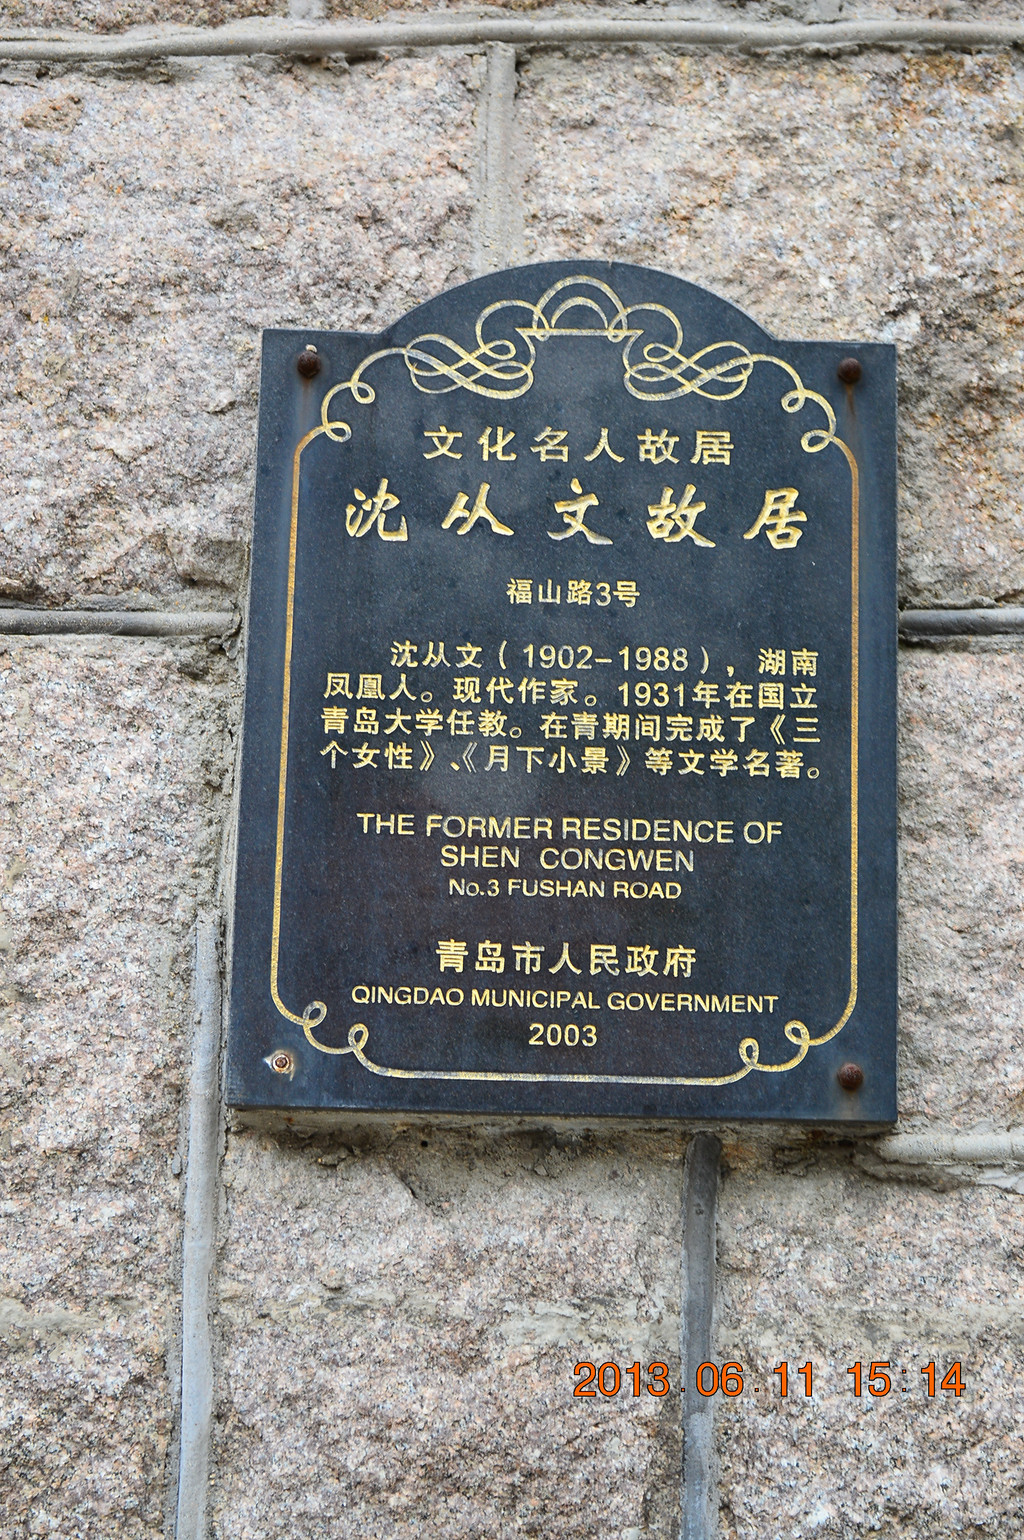 文化名人故居
沈从文故居
福山路3号
沈从文（1902-1988），湖南
凤凰人。现代作家。1931年在国立
青岛大学任教。在青期间完成了《三
个女性》、《月下小景》等文学名著。
THE FORMER RESIDENCE OF
SHEN CONGWEN
No.3 FUSHAN ROAD
青岛市人民政府
QINGDAO MUNICIPAL GOVERNMENT
2003
2013.06.11 15:14